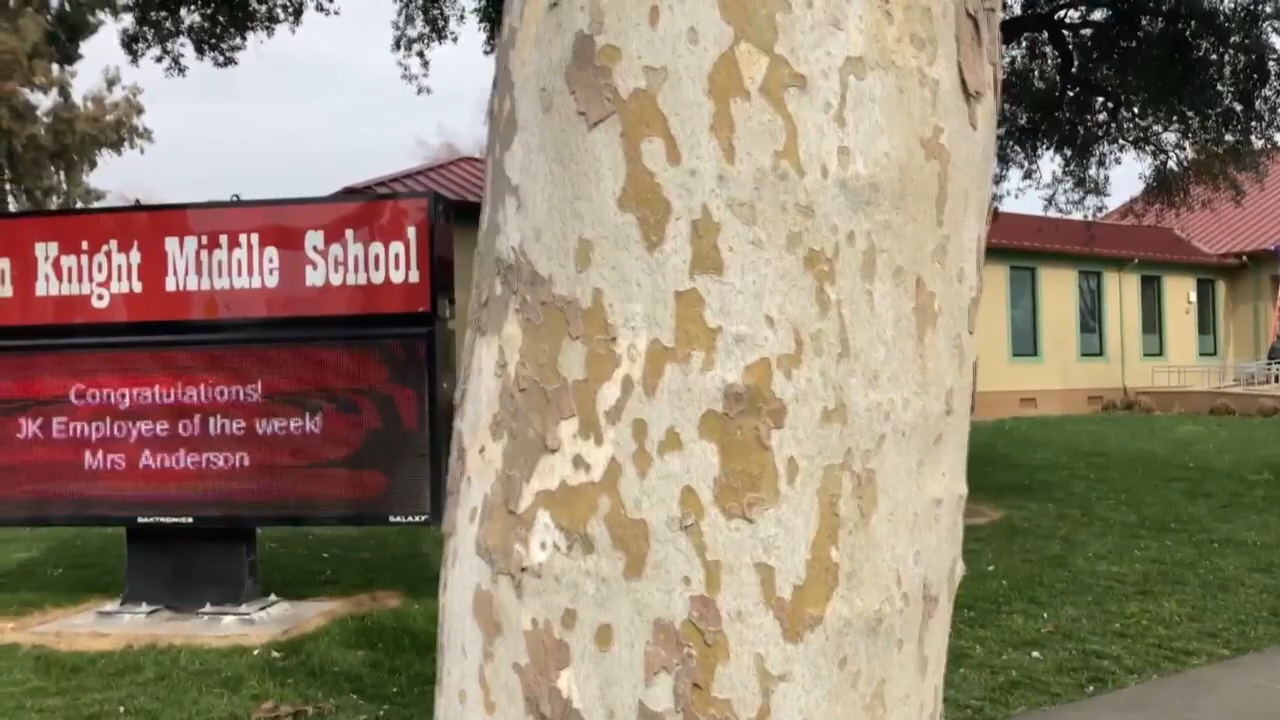 n Knight Middle School
Congratulations!
JK Employee of the week!
Mrs Anderson
DAKTRONICS
GALAXY